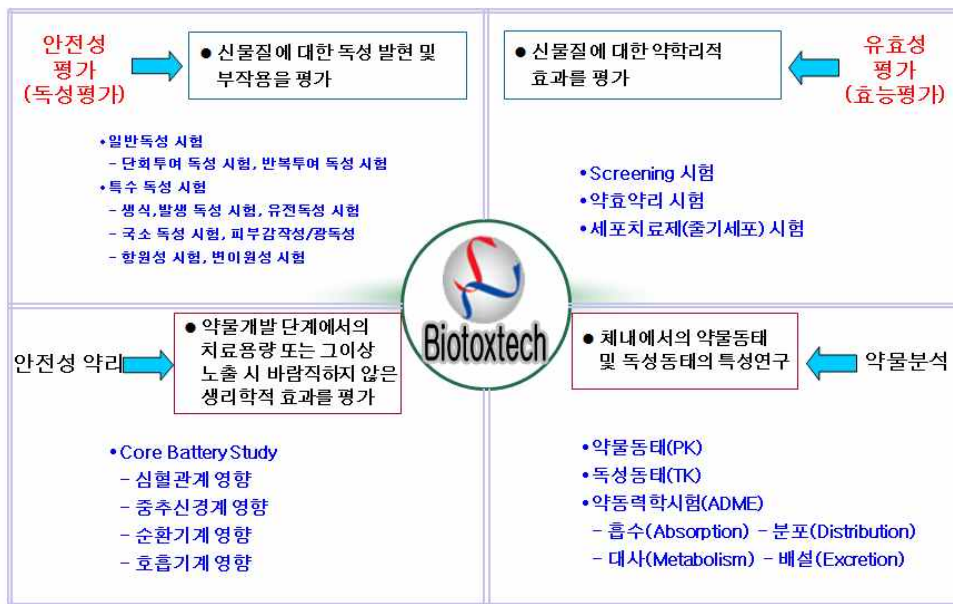 안전성
평가
(독성평가)
● 신물질에 대한 독성 발현 및
부작용을 평가
•일반독성 시험
– 단회투여 독성 시험, 반복투여 독성 시험
•특수 독성 시험
– 생식,발생 독성 시험, 유전독성 시험
– 국소 독성 시험, 피부감작성/광독성
– 항원성 시험, 변이원성 시험
● 신물질에 대한 약학리적
효과를 평가
유효성
평가
(효능평가)
•Screening 시험
•약효약리 시험
•세포치료제(줄기세포) 시험
Biotoxtech
안전성 약리
● 약물개발 단계에서의
치료용량 또는 그이상
노출 시 바람직하지 않은
생리학적 효과를 평가
•Core Battery Study
– 심혈관계 영향
– 중추신경계 영향
– 순환기계 영향
– 호흡기계 영향
● 체내에서의 약물동태
및 독성동태의 특성연구
약물분석
•약물동태(PK)
•독성동태(TK)
•약동력학시험(ADME)
– 흡수(Absorption) – 분포(Distribution)
– 대사(Metabolism) – 배설(Excretion)